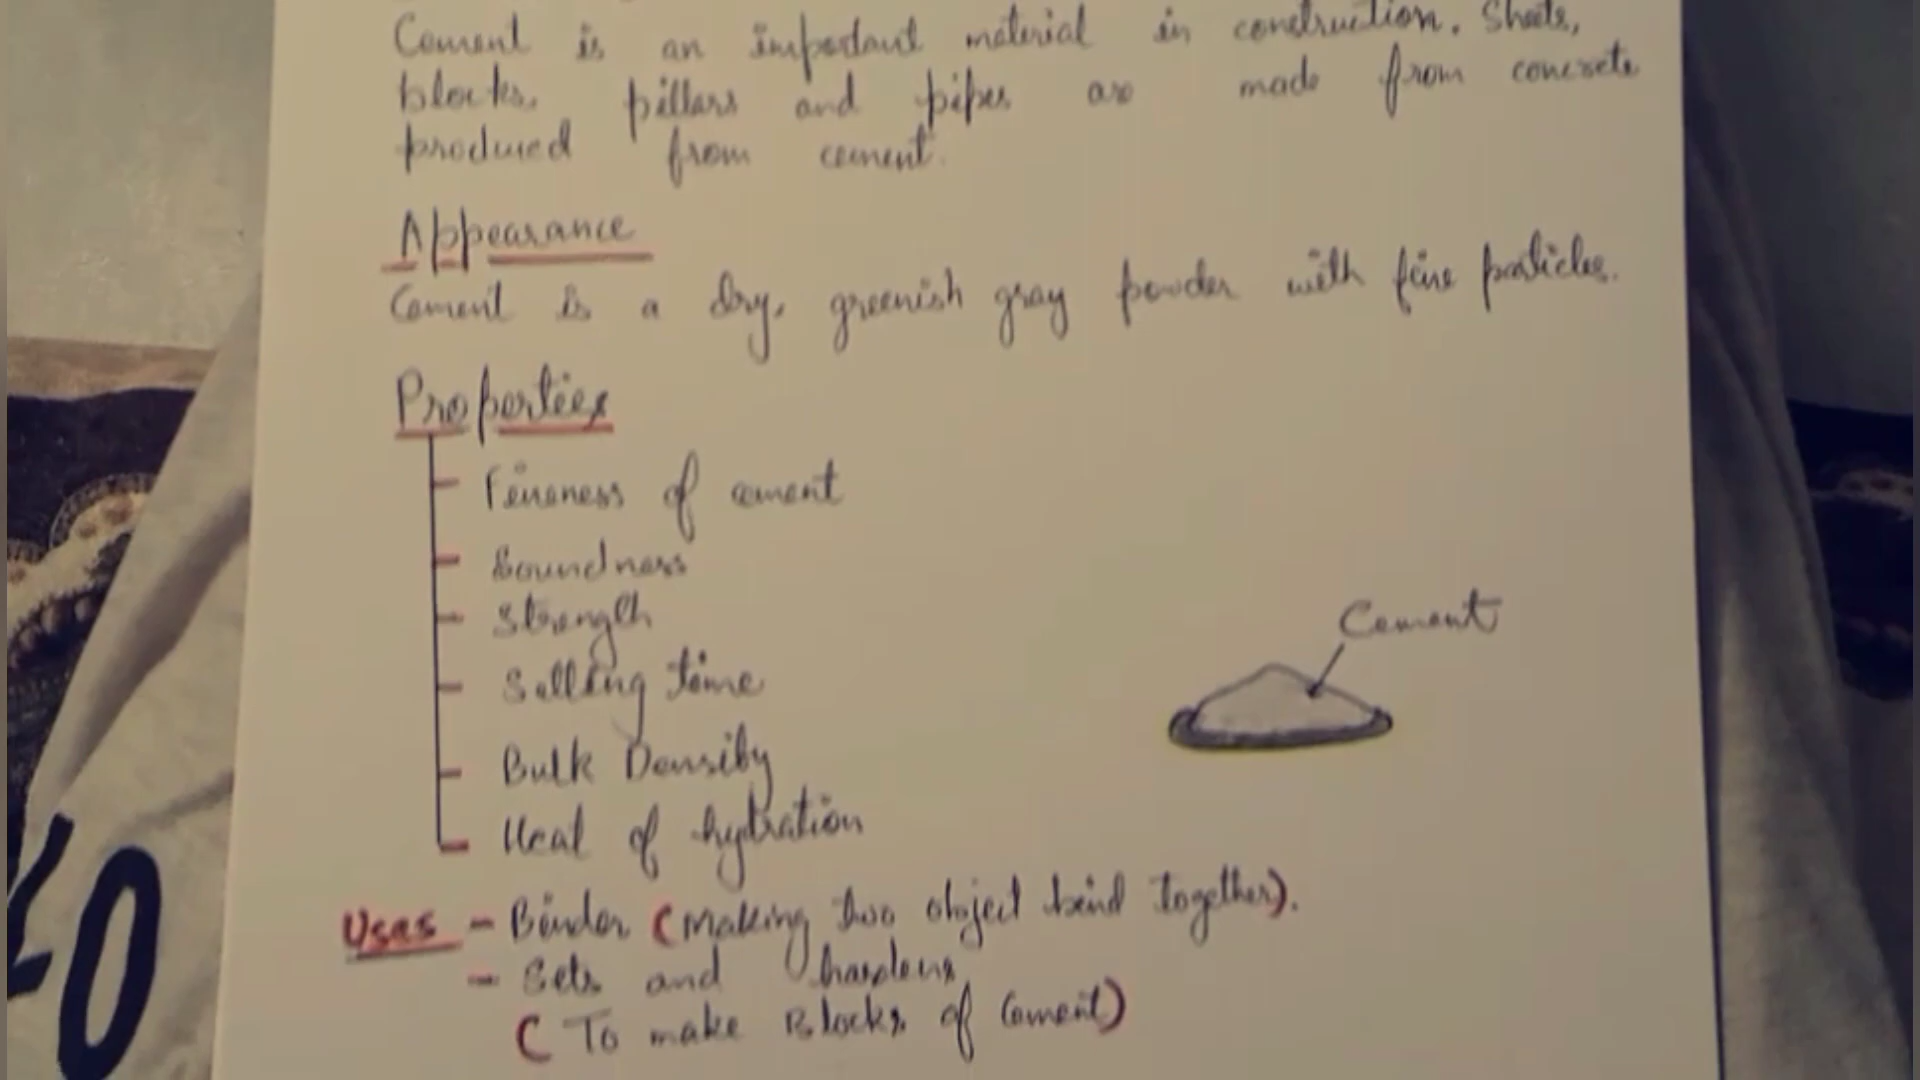 Cement is an important material in construction. Sheets,
blocks, pillars and pipes are made from concrete
produced from cement.
Appearance
Cement is a dry, greenish gray powder with fine particles.
Properties
Fineness of cement
Soundness
Strength
Setting time
Bulk Density
Heat of hydration
Cement
Uses - Binder (Making two object bind together).
- Sets and hardens
(To make Blocks of Cement)
LO